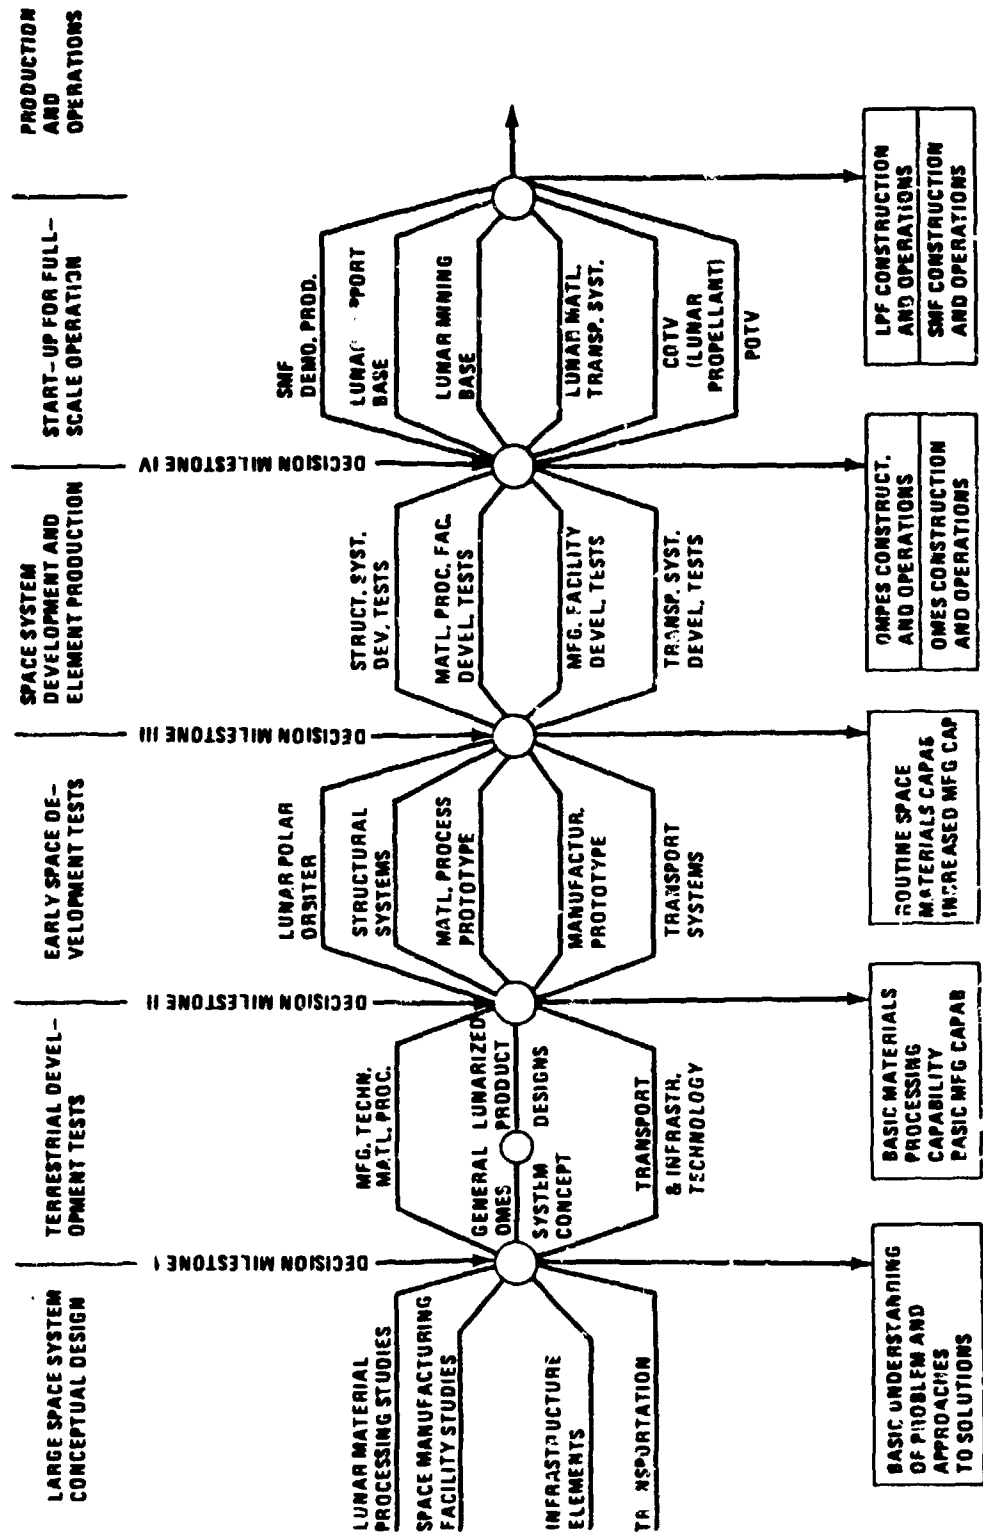 LARGE SPACE SYSTEM
CONCEPTUAL DESIGN
TERRESTRIAL DEVEL-
OPMENT TESTS
EARLY SPACE DE-
VELOPMENT TESTS
SPACE SYSTEM
DEVELOPMENT AND
ELEMENT PRODUCTION
START-UP FOR FULL-
SCALE OPERATION
PRODUCTION
AND
OPERATIONS
DECISION MILESTONE I
DECISION MILESTONE II
DECISION MILESTONE III
DECISION MILESTONE IV
LUNAR MATERIAL
PROCESSING STUDIES
SPACE MANUFACTURING
FACILITY STUDIES
INFRASTRUCTURE
ELEMENTS
MFG. TECHN.
MATL. PROC.
GENERAL
OMES
SYSTEM
CONCEPT
LUNARIZED
PRODUCT
DESIGNS
TRANSPORT
& INFRASTR.
TECHNOLOGY
LUNAR POLAR
ORBITER
STRUCTURAL
SYSTEMS
MATL. PROCESS
PROTOTYPE
MANUFACTUR.
PROTOTYPE
TRANSPORT
SYSTEMS
STRUCT. SYST.
DEV. TESTS
MATL. PROC. FAC.
DEVEL. TESTS
MFG. FACILITY
DEVEL. TESTS
TRANSP. SYST.
DEVEL. TESTS
SMF
DEMO. PROD.
BASE
LUNAR MINING
BASE
LUNAR MATL.
TRANSP. SYST.
COTV
(LUNAR
PROPELLANT)
POTV
BASIC UNDERSTANDING
OF PROBLEM AND
APPROACHES
TO SOLUTIONS
BASIC MATERIALS
PROCESSING
CAPABILITY
BASIC MFG CAPAB
ROUTINE SPACE
MATERIALS CAPAB
INCREASED MFG CAP
OMPES CONSTRUCT.
AND OPERATIONS
OMES CONSTRUCTION
AND OPERATIONS
LPF CONSTRUCTION
AND OPERATIONS
SMF CONSTRUCTION
AND OPERATIONS